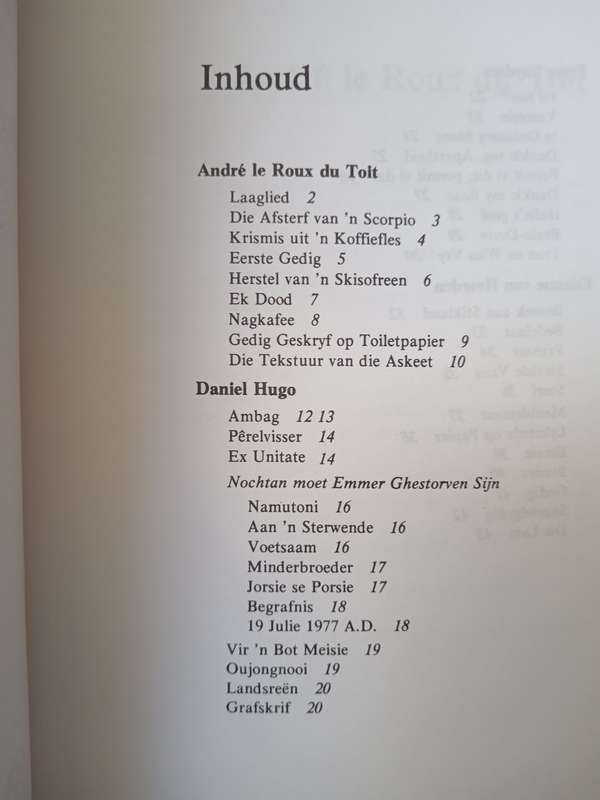 Inhoud
André le Roux du Toit
Laaglied 2
Die Afsterf van 'n Scorpio 3
Krismis uit 'n Koffiefles 4
Eerste Gedig 5
Herstel van 'n Skisofreen 6
Ek Dood 7
Nagkafee 8
Gedig Geskryf op Toiletpapier 9
Die Tekstuur van die Askeet 10
Daniel Hugo
Ambag 12 13
Pêrelvisser 14
Ex Unitate 14
Nochtan moet Emmer Ghestorven Sijn
Namutoni 16
Aan 'n Sterwende 16
Voetsaam 16
Minderbroeder 17
Jorsie se Porsie 17
Begrafnis 18
19 Julie 1977 A.D. 18
Vir 'n Bot Meisie 19
Oujongnooi 19
Landsreën 20
Grafskrif 20